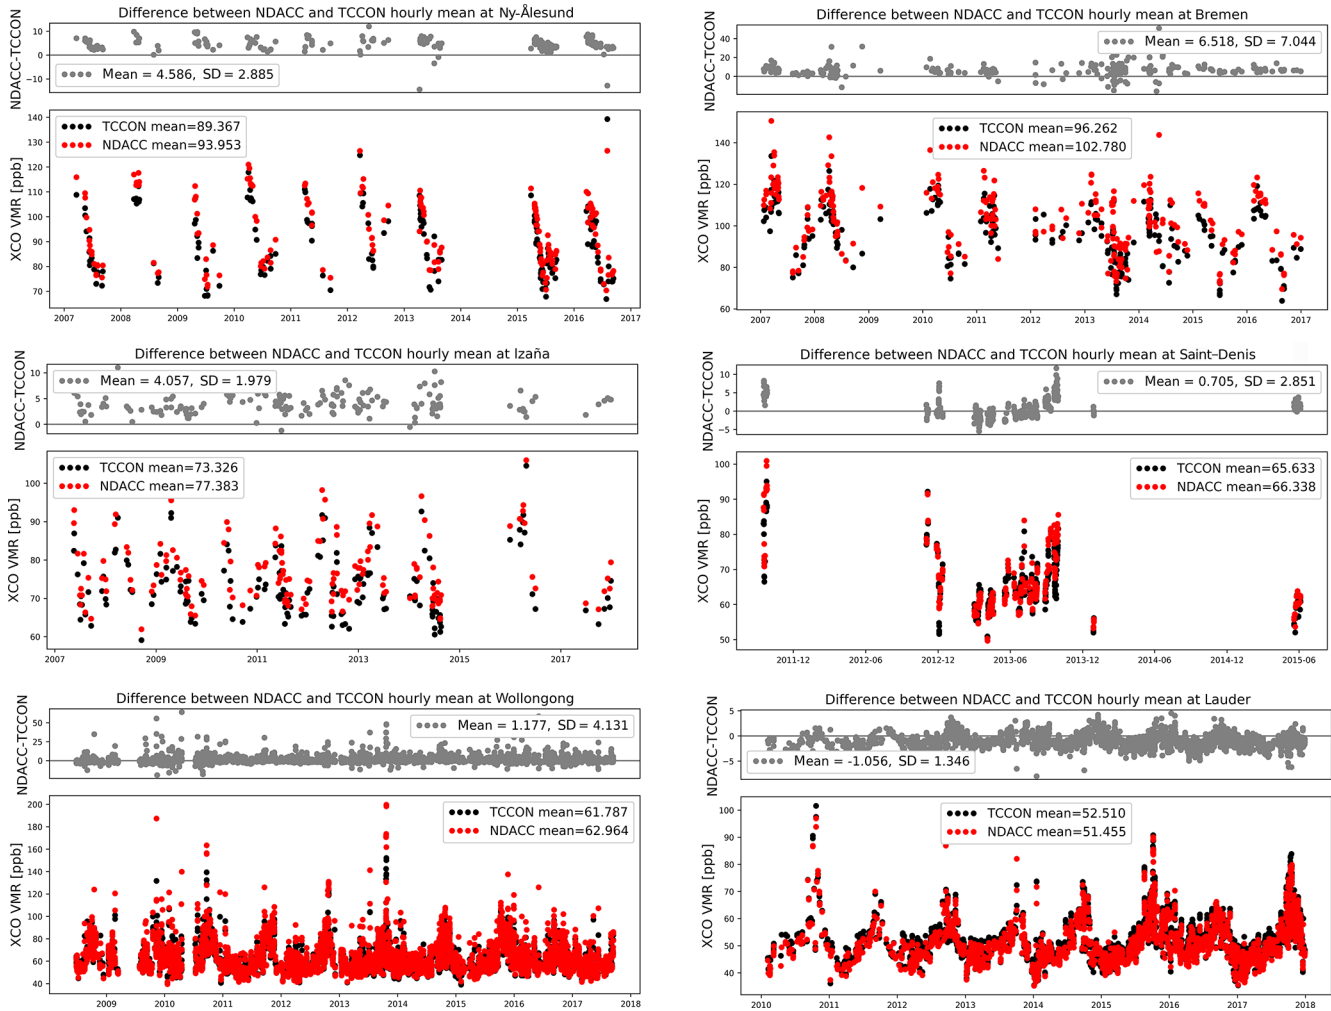 Difference between NDACC and TCCON hourly mean at Ny-Ålesund
NDACC-TCCON
10
0
−10
Mean = 4.586, SD = 2.885
XCO VMR [ppb]
140
130
120
110
100
90
80
70
TCCON mean=89.367
NDACC mean=93.953
2007 2008 2009 2010 2011 2012 2013 2014 2015 2016 2017
Difference between NDACC and TCCON hourly mean at Bremen
NDACC-TCCON
40
20
0
Mean = 6.518, SD = 7.044
XCO VMR [ppb]
140
120
100
80
60
TCCON mean=96.262
NDACC mean=102.780
2007 2008 2009 2010 2011 2012 2013 2014 2015 2016 2017
Difference between NDACC and TCCON hourly mean at Izaña
NDACC-TCCON
10
5
0
Mean = 4.057, SD = 1.979
XCO VMR [ppb]
100
90
80
70
60
TCCON mean=73.326
NDACC mean=77.383
2007 2009 2011 2013 2015 2017
Difference between NDACC and TCCON hourly mean at Saint–Denis
NDACC-TCCON
10
5
0
−5
Mean = 0.705, SD = 2.851
XCO VMR [ppb]
100
90
80
70
60
50
TCCON mean=65.633
NDACC mean=66.338
2011-12 2012-06 2012-12 2013-06 2013-12 2014-06 2014-12 2015-06
Difference between NDACC and TCCON hourly mean at Wollongong
NDACC-TCCON
50
25
0
Mean = 1.177, SD = 4.131
XCO VMR [ppb]
200
180
160
140
120
100
80
60
40
TCCON mean=61.787
NDACC mean=62.964
2009 2010 2011 2012 2013 2014 2015 2016 2017 2018
Difference between NDACC and TCCON hourly mean at Lauder
NDACC-TCCON
5
0
−5
Mean = -1.056, SD = 1.346
XCO VMR [ppb]
100
90
80
70
60
50
40
TCCON mean=52.510
NDACC mean=51.455
2010 2011 2012 2013 2014 2015 2016 2017 2018